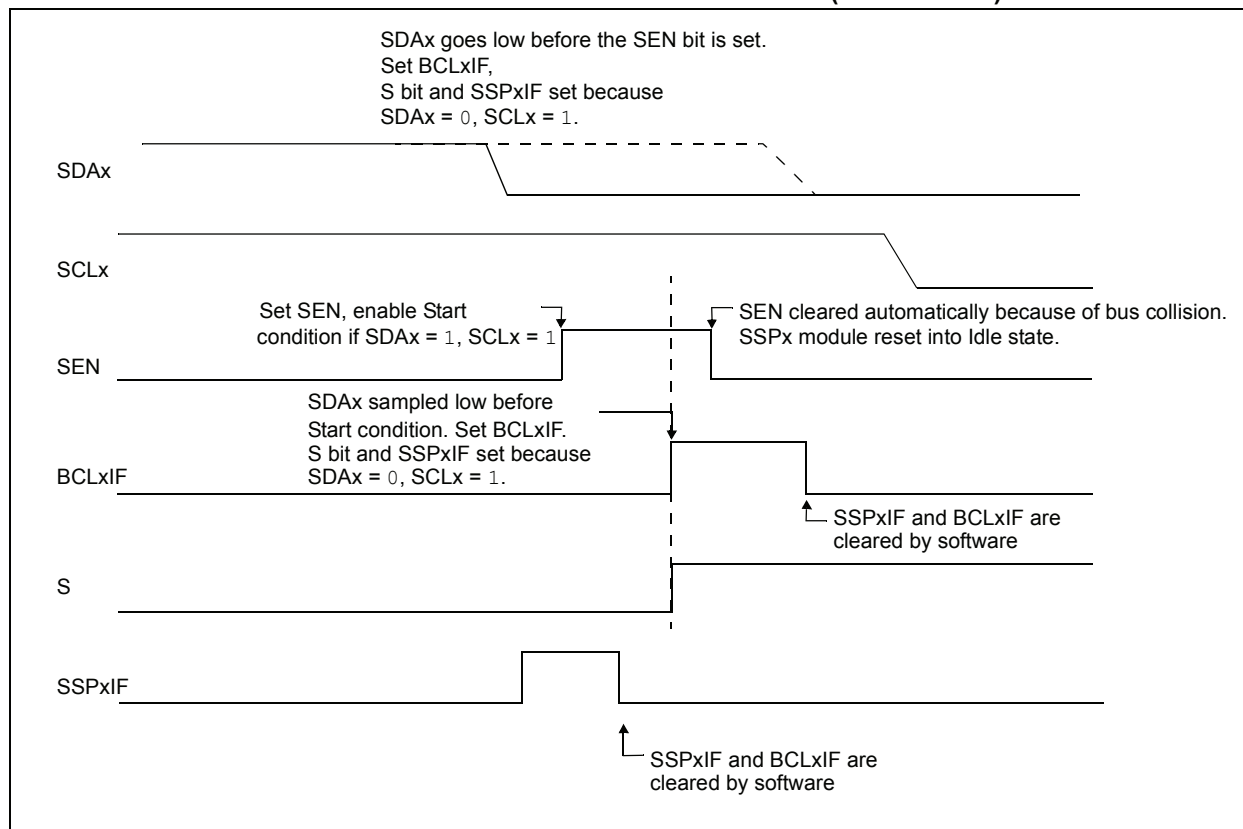 SDAx goes low before the SEN bit is set.
Set BCLxIF,
S bit and SSPxIF set because
SDAx = 0, SCLx = 1.
SDAx
SCLx
Set SEN, enable Start
condition if SDAx = 1, SCLx = 1
SEN cleared automatically because of bus collision.
SSPx module reset into Idle state.
SEN
SDAx sampled low before
Start condition. Set BCLxIF.
S bit and SSPxIF set because
SDAx = 0, SCLx = 1.
BCLxIF
SSPxIF and BCLxIF are
cleared by software
S
SSPxIF
SSPxIF and BCLxIF are
cleared by software